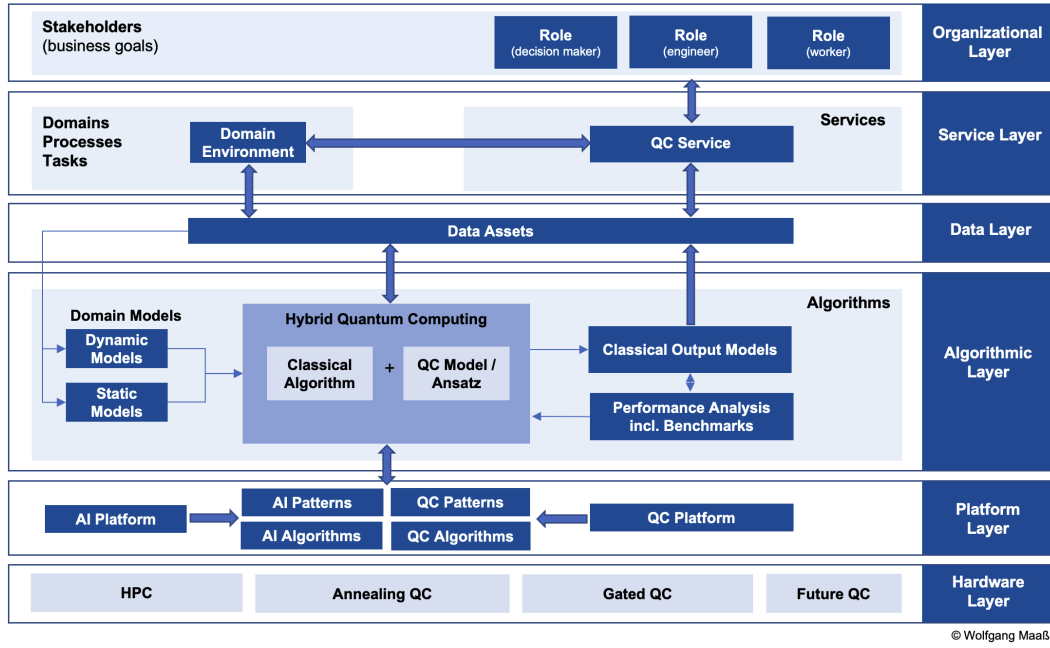 Stakeholders
(business goals)
Role
(decision maker)
Role
(engineer)
Role
(worker)
Organizational
Layer
Domains
Processes
Tasks
Domain
Environment
QC Service
Services
Service Layer
Data Assets
Data Layer
Algorithms
Domain Models
Dynamic
Models
Static
Models
Hybrid Quantum Computing
Classical
Algorithm
+
QC Model /
Ansatz
Classical Output Models
Performance Analysis
incl. Benchmarks
Algorithmic
Layer
AI Platform
AI Patterns
QC Patterns
AI Algorithms
QC Algorithms
QC Platform
Platform
Layer
HPC
Annealing QC
Gated QC
Future QC
Hardware
Layer
© Wolfgang Maaß